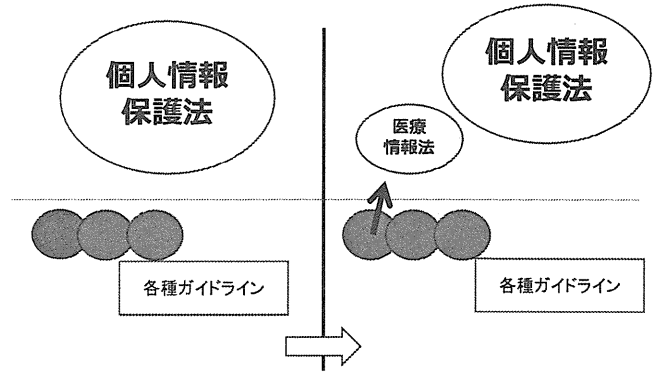 個人情報
保護法
各種ガイドライン
個人情報
保護法
医療
情報法
各種ガイドライン